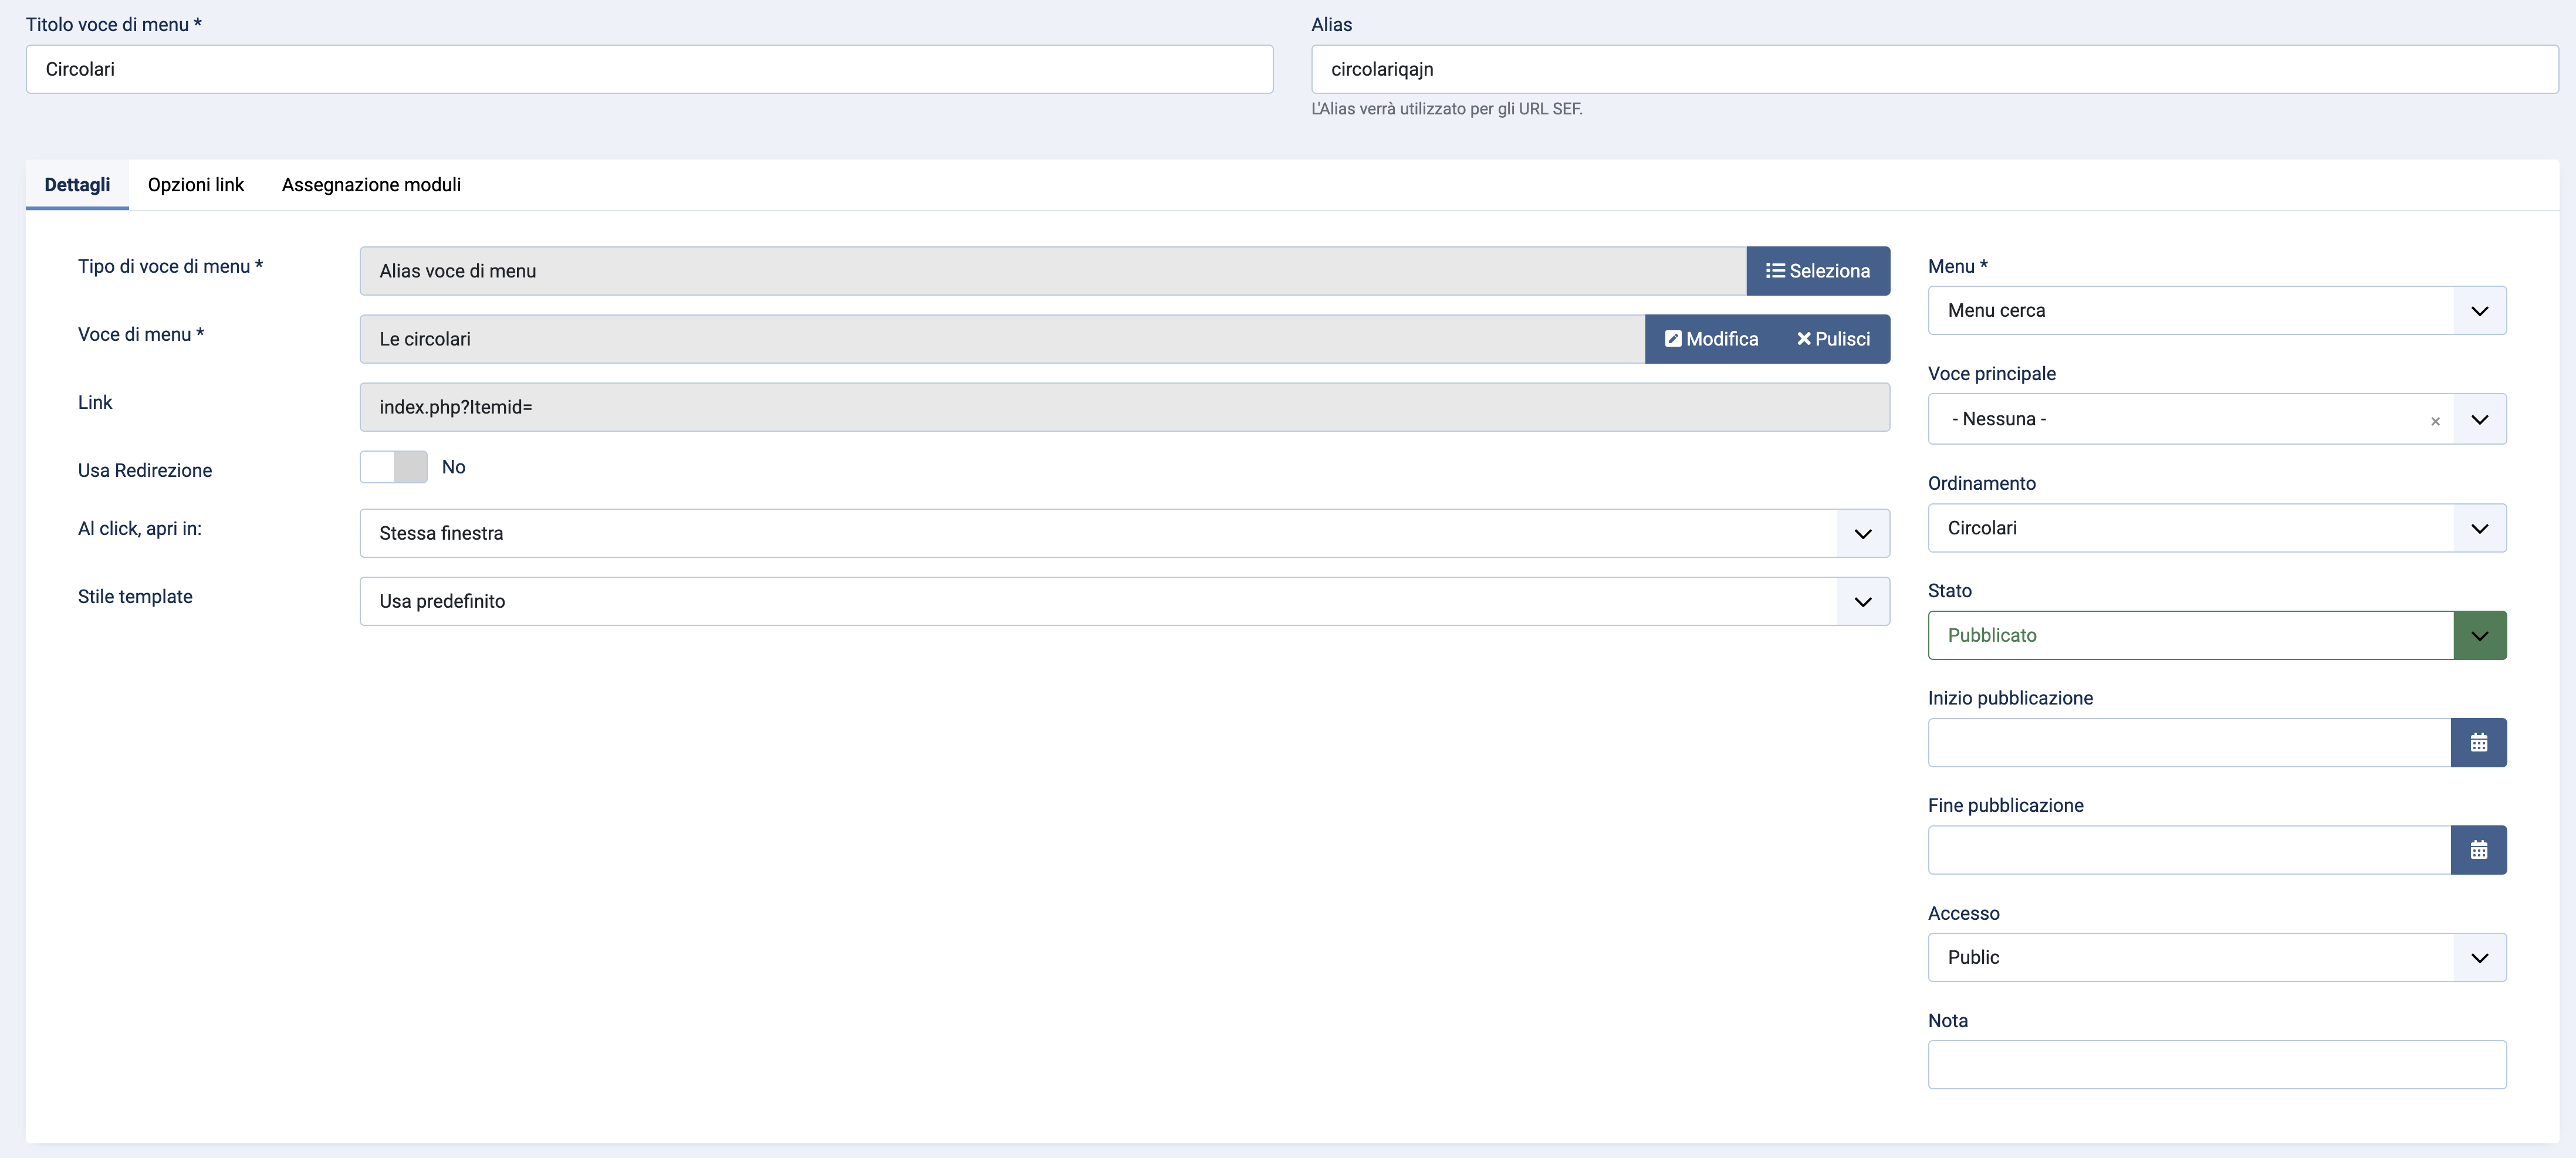 Titolo voce di menu *
Circolari
Alias
circolariqajn
L'Alias verrà utilizzato per gli URL SEF.
Dettagli
Opzioni link
Assegnazione moduli
Tipo di voce di menu *
Alias voce di menu
Seleziona
Voce di menu *
Le circolari
Modifica
Pulisci
Link
index.php?Itemid=
Usa Redirezione
No
Al click, apri in:
Stessa finestra
Stile template
Usa predefinito
Menu *
Menu cerca
Voce principale
- Nessuna -
×
Ordinamento
Circolari
Stato
Pubblicato
Inizio pubblicazione
Fine pubblicazione
Accesso
Public
Nota